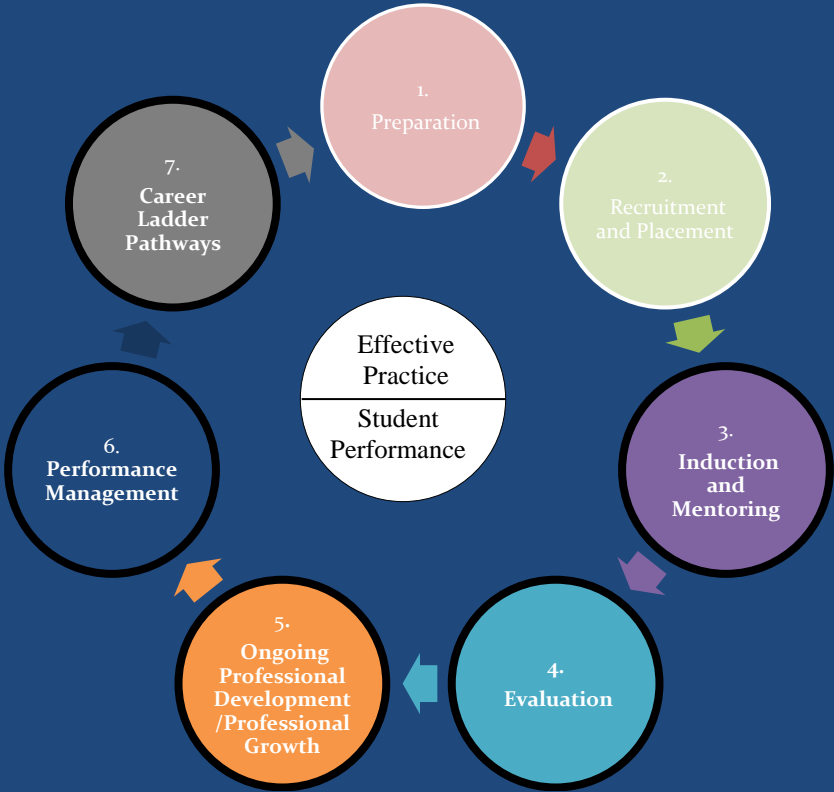 1.
Preparation
2.
Recruitment
and Placement
3.
Induction
and
Mentoring
4.
Evaluation
5.
Ongoing
Professional
Development
/Professional
Growth
6.
Performance
Management
7.
Career
Ladder
Pathways
Effective
Practice
Student
Performance